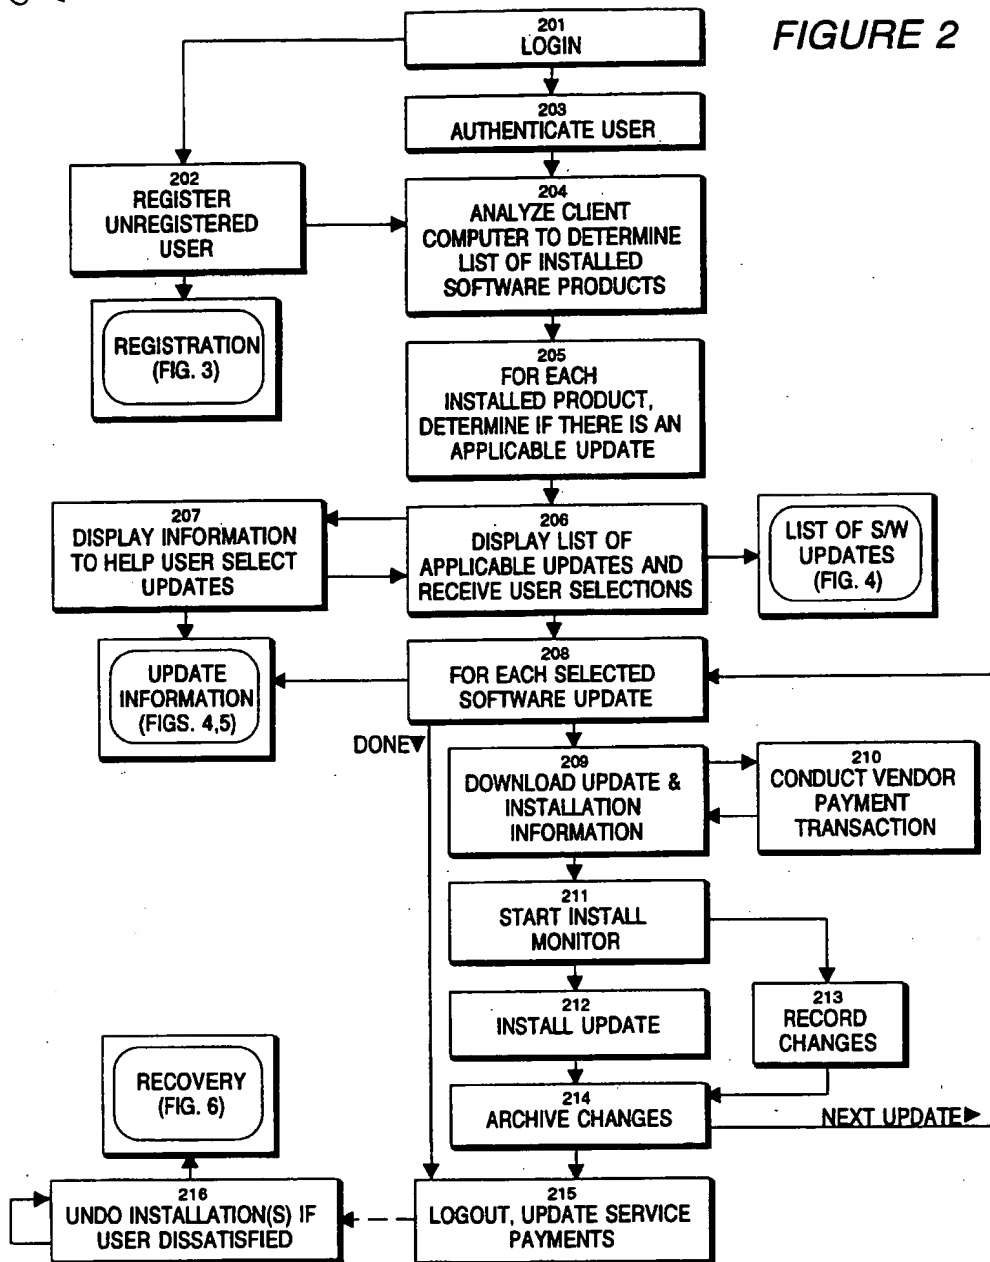 FIGURE 2
201
LOGIN
203
AUTHENTICATE USER
202
REGISTER
UNREGISTERED
USER
204
ANALYZE CLIENT
COMPUTER TO DETERMINE
LIST OF INSTALLED
SOFTWARE PRODUCTS
REGISTRATION
(FIG. 3)
205
FOR EACH
INSTALLED PRODUCT,
DETERMINE IF THERE IS AN
APPLICABLE UPDATE
207
DISPLAY INFORMATION
TO HELP USER SELECT
UPDATES
206
DISPLAY LIST OF
APPLICABLE UPDATES AND
RECEIVE USER SELECTIONS
LIST OF S/W
UPDATES
(FIG. 4)
UPDATE
INFORMATION
(FIGS. 4,5)
208
FOR EACH SELECTED
SOFTWARE UPDATE
DONE▼
209
DOWNLOAD UPDATE &
INSTALLATION
INFORMATION
210
CONDUCT VENDOR
PAYMENT
TRANSACTION
211
START INSTALL
MONITOR
212
INSTALL UPDATE
213
RECORD
CHANGES
RECOVERY
(FIG. 6)
214
ARCHIVE CHANGES
NEXT UPDATE▶
216
UNDO INSTALLATION(S) IF
USER DISSATISFIED
215
LOGOUT, UPDATE SERVICE
PAYMENTS